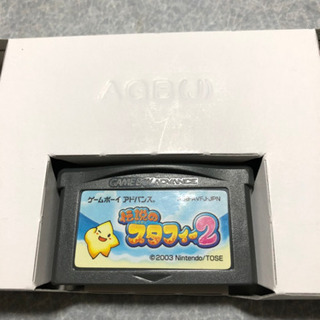 AGB(J)
GAME BOY ADVANCE
ゲームボイ アドバンス。
伝説の
スタフィー2
©2003 Nintendo/TOSE